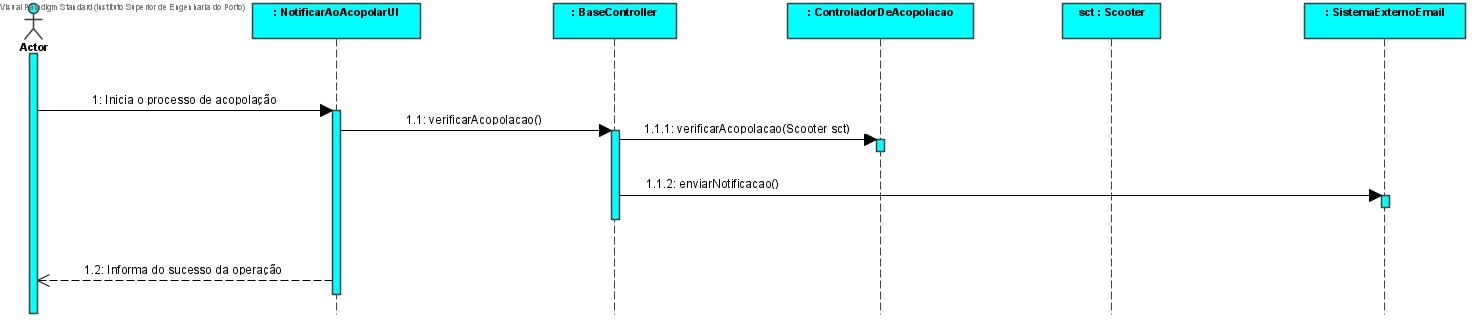 Visual Paradigm Standard (Instituto Superior de Engenharia do Porto)
Actor
: NotificarAoAcopolarUI
: BaseController
: ControladorDeAcopolacao
sct : Scooter
: SistemaExternoEmail
1: Inicia o processo de acopolação
1.1: verificarAcopolacao()
1.1.1: verificarAcopolacao(Scooter sct)
1.1.2: enviarNotificacao()
1.2: Informa do sucesso da operação